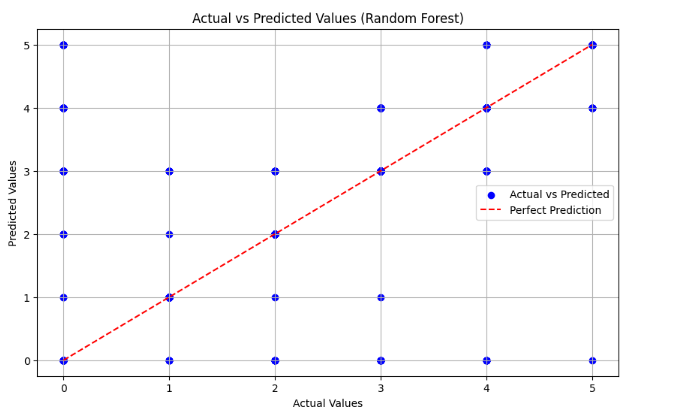 Actual vs Predicted Values (Random Forest)
5
4
3
2
1
0
Predicted Values
Actual vs Predicted
Perfect Prediction
0 1 2 3 4 5
Actual Values